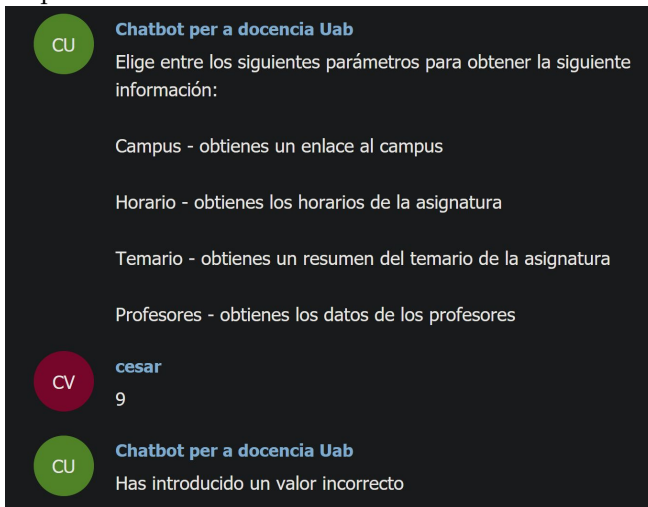 CU
Chatbot per a docencia Uab
Elige entre los siguientes parámetros para obtener la siguiente
información:
Campus - obtienes un enlace al campus
Horario - obtienes los horarios de la asignatura
Temario - obtienes un resumen del temario de la asignatura
Profesores - obtienes los datos de los profesores
CV
cesar
9
CU
Chatbot per a docencia Uab
Has introducido un valor incorrecto